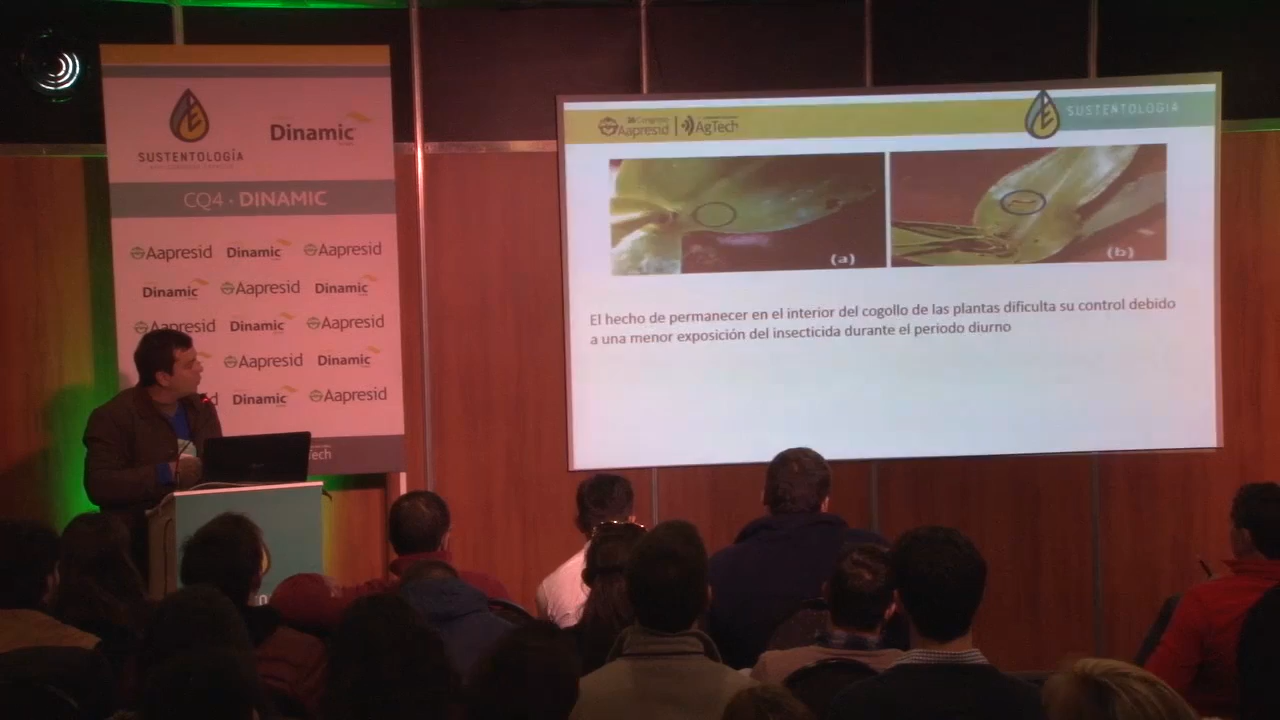 SUSTENTOLOGÍA
Dinamic
CQ4 - DINAMIC
Aapresid Dinamic Aapresid
Dinamic Aapresid Dinamic
Aapresid Dinamic Aapresid
Aapresid Dinamic
Dinamic Aapresid
Tech
Congreso
Aapresid
AgTech
SUSTENTOLOGÍA
(a)
(b)
El hecho de permanecer en el interior del cogollo de las plantas dificulta su control debido
a una menor exposición del insecticida durante el periodo diurno